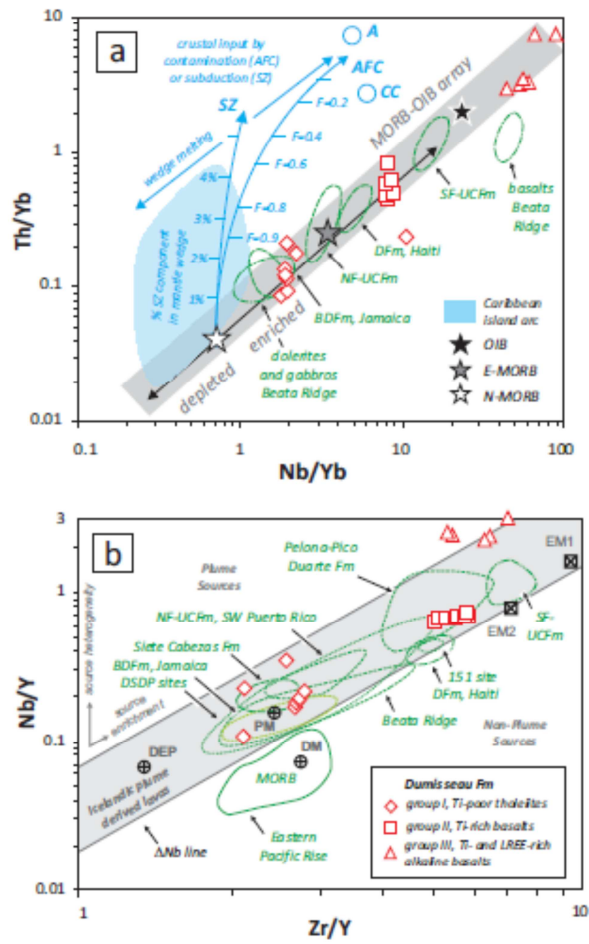 10
a
crustal input by
contamination (AFC)
or subduction (SZ)
A
AFC
CC
SZ
F=0.2
MORB-OIB array
wedge melting
F=0.4
F=0.6
F=0.8
F=0.9
4%
3%
2%
1%
% SZ component
in mantle wedge
1
Th/Yb
0.1
0.01
SF-UCFm
basalts
Beata
Ridge
DFm, Haiti
NF-UCFm
BDFm, Jamaica
enriched
depleted
dolerites
and gabbros
Beata Ridge
Caribbean
island arc
OIB
E-MORB
N-MORB
0.1
1
10
100
Nb/Yb
3
b
Pelona-Pico
Duarte Fm
EM1
Plume
Sources
1
source heterogeneity
source
enrichment
NF-UCFm, SW Puerto Rico
Siete Cabezas Fm
BDFm, Jamaica
DSDP sites
EM2
SF-
UCFm
151 site
DFm, Haiti
Beata Ridge
Non-Plume
Sources
Nb/Y
0.1
PM
DEP
DM
MORB
Icelandic plume
derived lavas
ΔNb line
Eastern
Pacific Rise
Dumisseau Fm
group I, Ti-poor tholeiites
group II, Ti-rich basalts
group III, Ti- and LREE-rich
alkaline basalts
0.01
1
10
Zr/Y